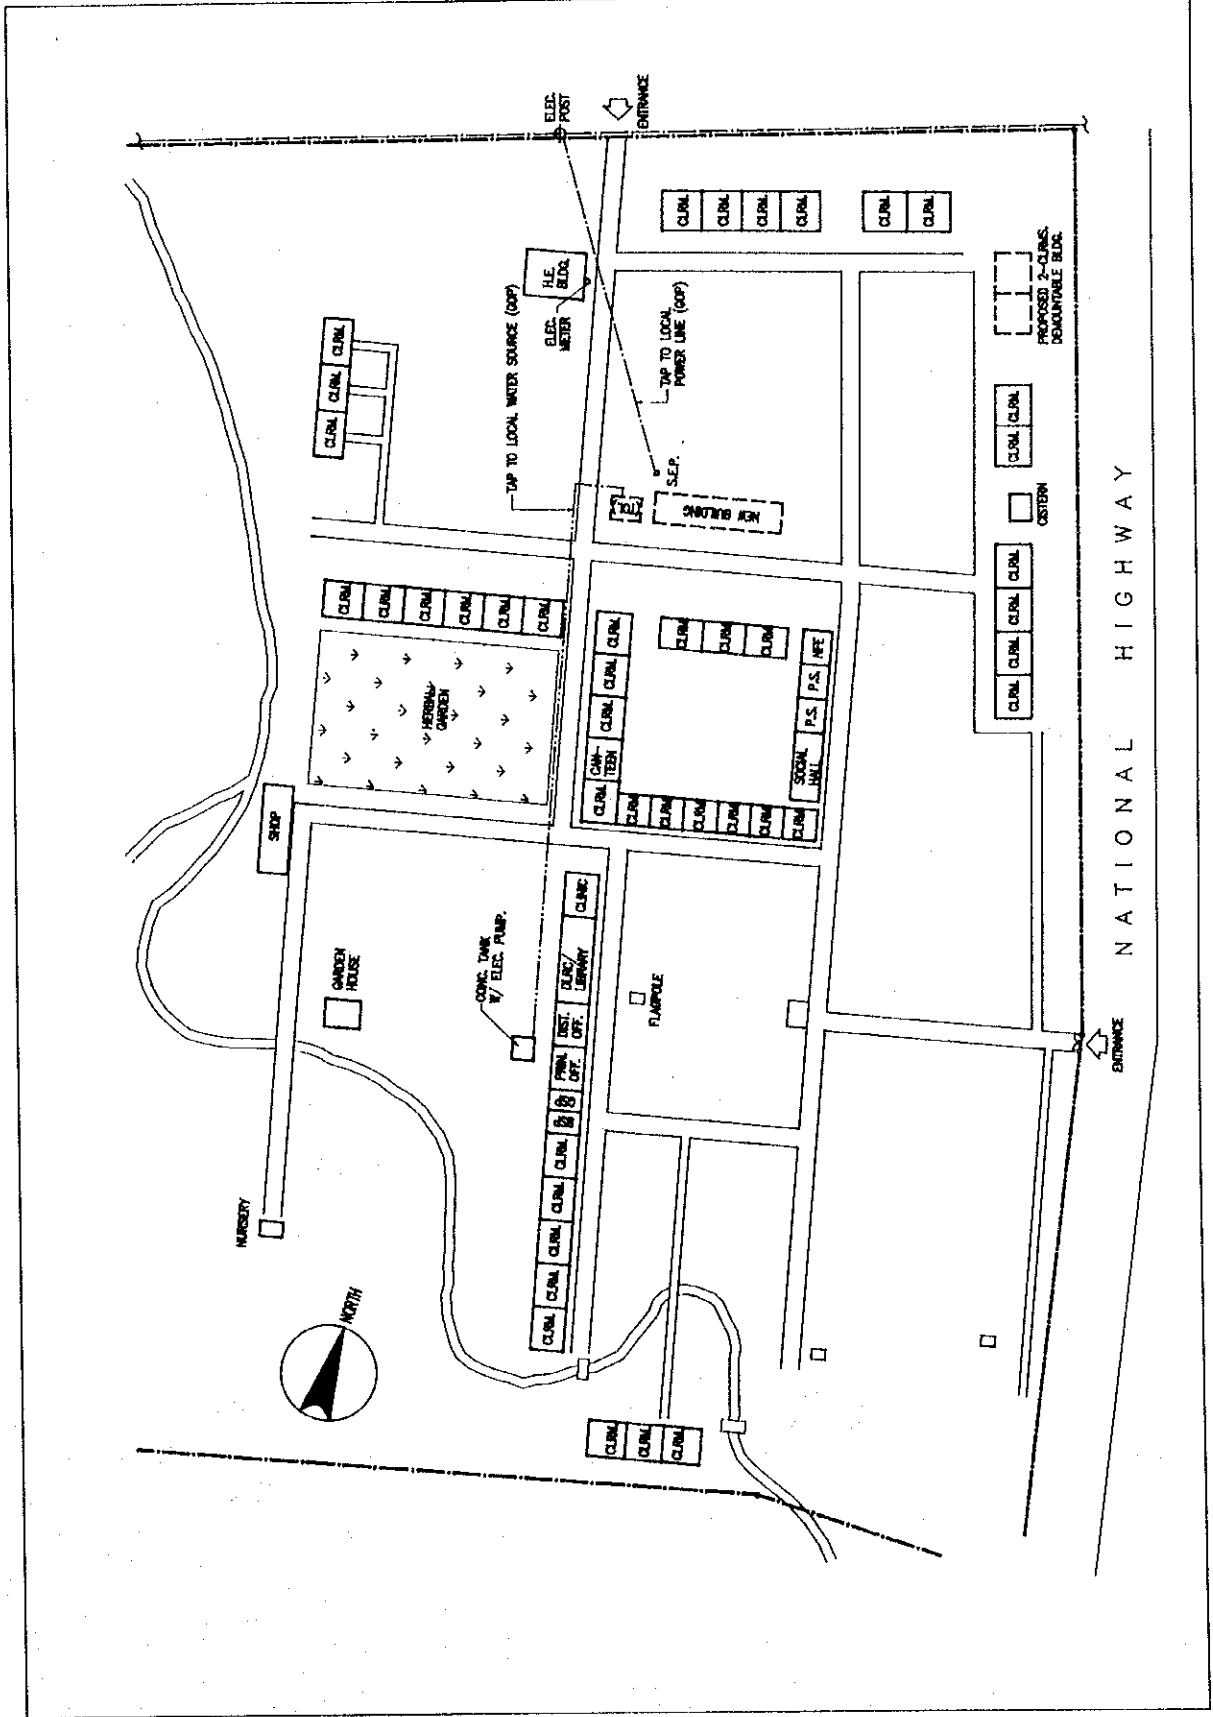 ELEC.
POST
ENTRANCE
H.E.
BLDG.
ELEC.
METER
TAP TO LOCAL WATER SOURCE (GOP)
TAP TO LOCAL
POWER LINE (GOP)
S.E.P.
TOI.
NEW BUILDING
CLRM.
CLRM.
CLRM.
CLRM.
CLRM.
CLRM.
PROPOSED 2-CLRMS.
DEMOUNTABLE BLDG.
CLRM.
CLRM.
CLRM.
CLRM. CLRM.
CISTERN
CLRM. CLRM. CLRM. CLRM.
NATIONAL HIGHWAY
CLRM.
CLRM.
CLRM.
CLRM.
CLRM.
CLRM.
HERBAL
GARDEN
CLRM. CAN-
TEEN CLRM. CLRM. CLRM.
CLRM.
CLRM.
CLRM.
SOCIAL
HALL P.S. P.S. NFE
CLRM.
CLRM.
CLRM.
CLRM.
CLRM.
CLRM.
SHOP
GARDEN
HOUSE
CONC. TANK
W/ ELEC. PUMP.
NURSERY
NORTH
CLRM. CLRM. CLRM. CLRM. CLRM.
PRIN.
OFF.
DIST.
OFF.
DLRC/
LIBRARY
CLINIC
FLAGPOLE
ENTRANCE
CLRM.
CLRM.
CLRM.